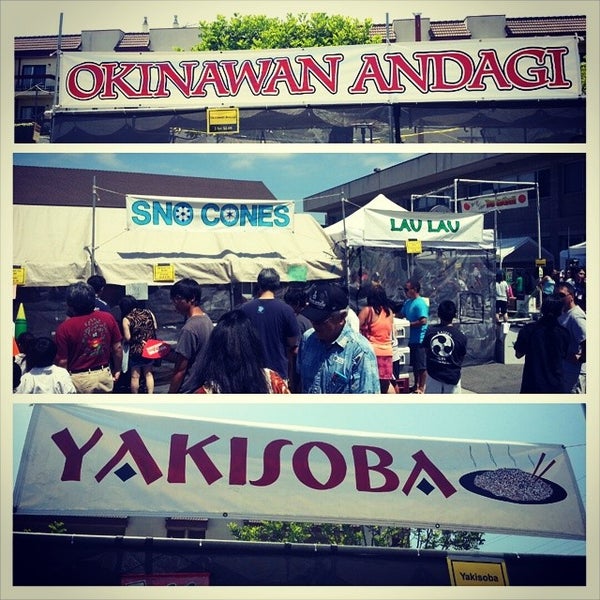 OKINAWAN ANDAGI
SNO CONES
LAU LAU
YAKISOBA
Yakisoba